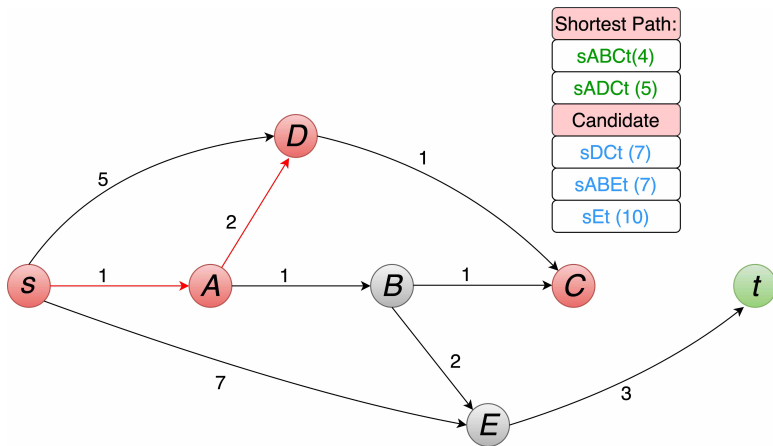 Shortest Path:
sABCt(4)
sADCt (5)
Candidate
sDCt (7)
sABEt (7)
sEt (10)
D
5
1
2
s
1
A
1
B
1
C
t
2
7
3
E